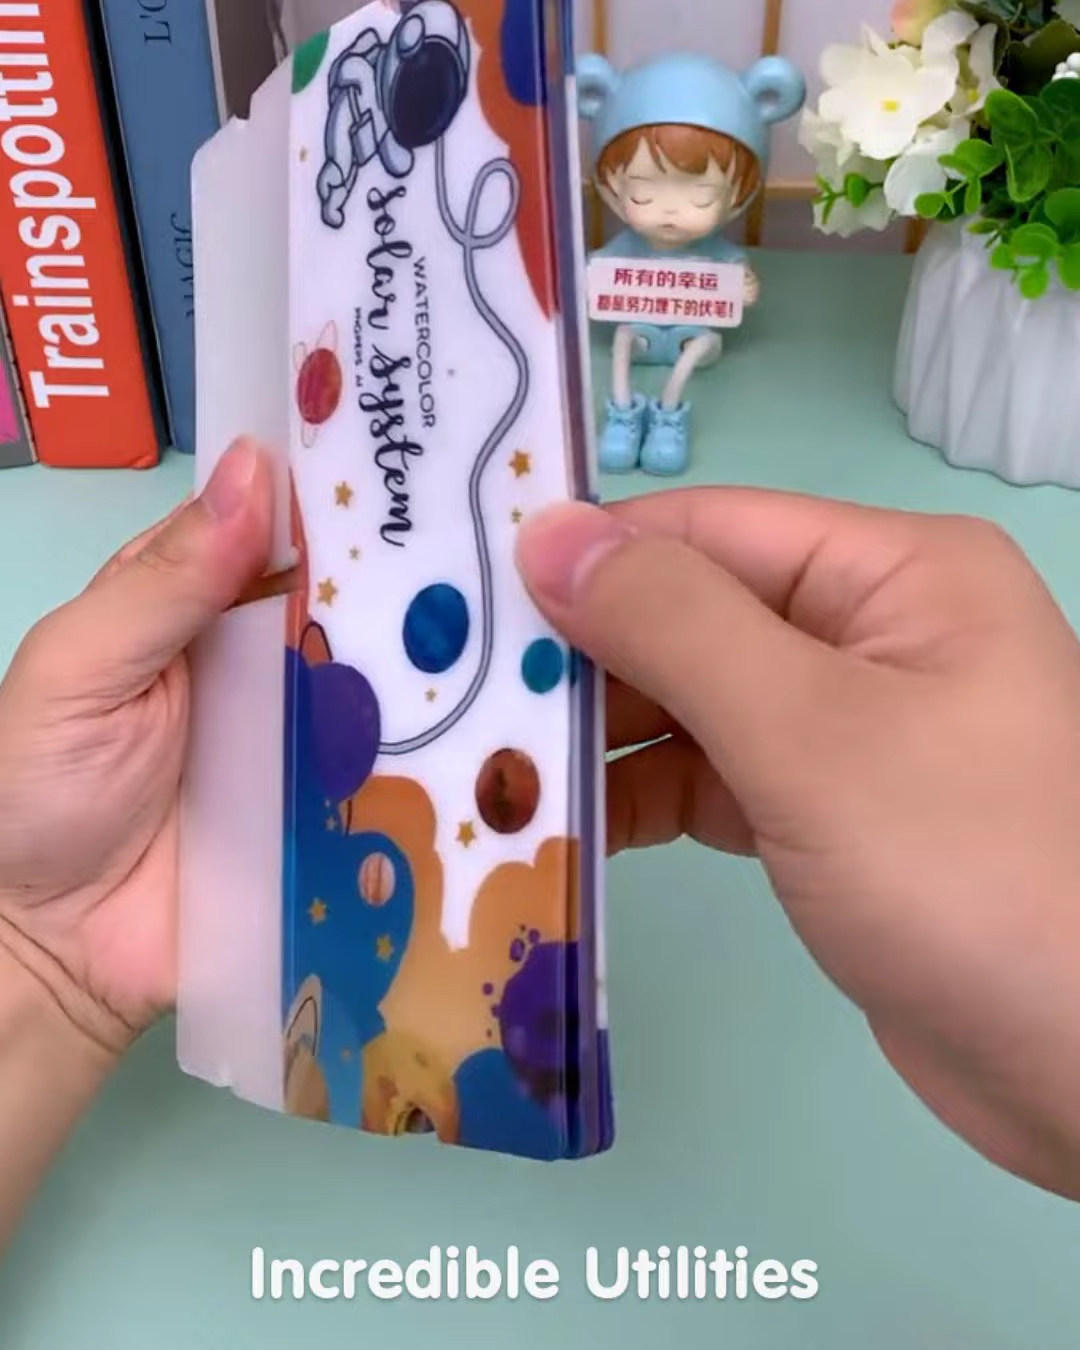 Trainspottin
L'O
WATERCOLOR
solar system
所有的幸运
都是努力埋下的伏笔!
Incredible Utilities